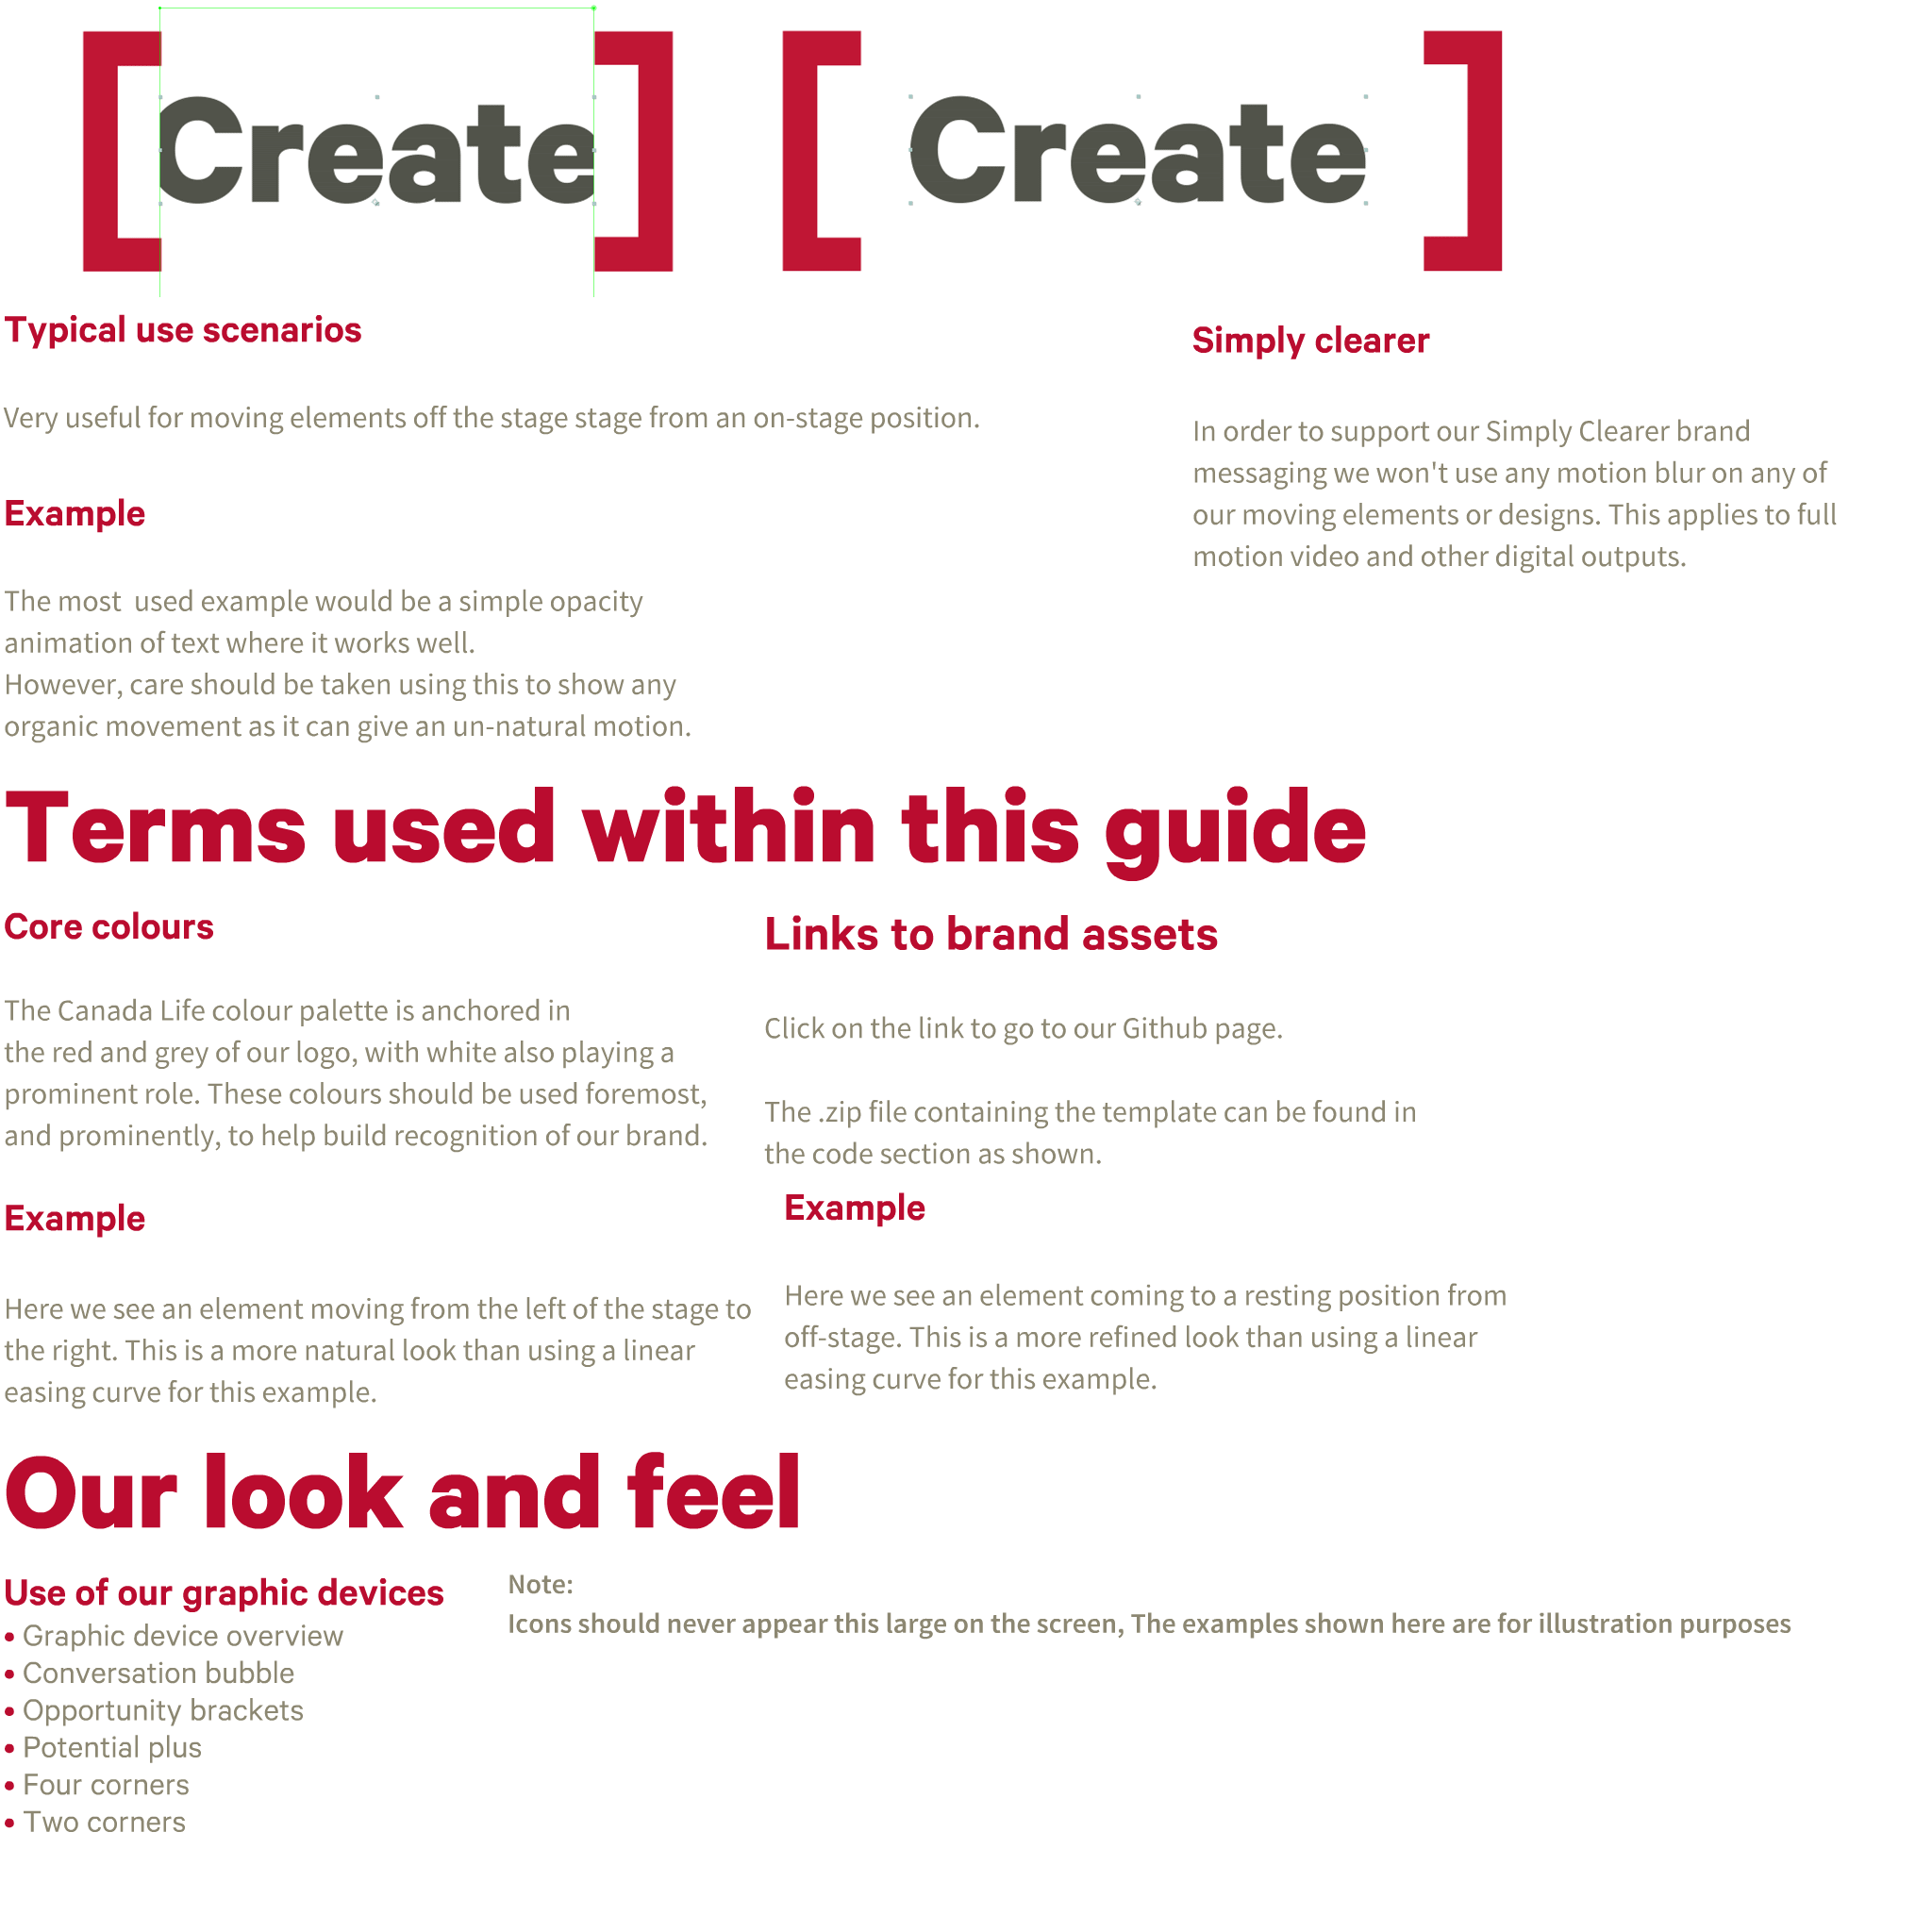 [Create] [Create]
Typical use scenarios
Very useful for moving elements off the stage stage from an on-stage position.
Example
The most  used example would be a simple opacity
animation of text where it works well.
However, care should be taken using this to show any
organic movement as it can give an un-natural motion.
Simply clearer
In order to support our Simply Clearer brand
messaging we won't use any motion blur on any of
our moving elements or designs. This applies to full
motion video and other digital outputs.
Terms used within this guide
Core colours
The Canada Life colour palette is anchored in
the red and grey of our logo, with white also playing a
prominent role. These colours should be used foremost,
and prominently, to help build recognition of our brand.
Example
Here we see an element moving from the left of the stage to
the right. This is a more natural look than using a linear
easing curve for this example.
Links to brand assets
Click on the link to go to our Github page.
The .zip file containing the template can be found in
the code section as shown.
Example
Here we see an element coming to a resting position from
off-stage. This is a more refined look than using a linear
easing curve for this example.
Our look and feel
Use of our graphic devices
• Graphic device overview
• Conversation bubble
• Opportunity brackets
• Potential plus
• Four corners
• Two corners
Note:
Icons should never appear this large on the screen, The examples shown here are for illustration purposes